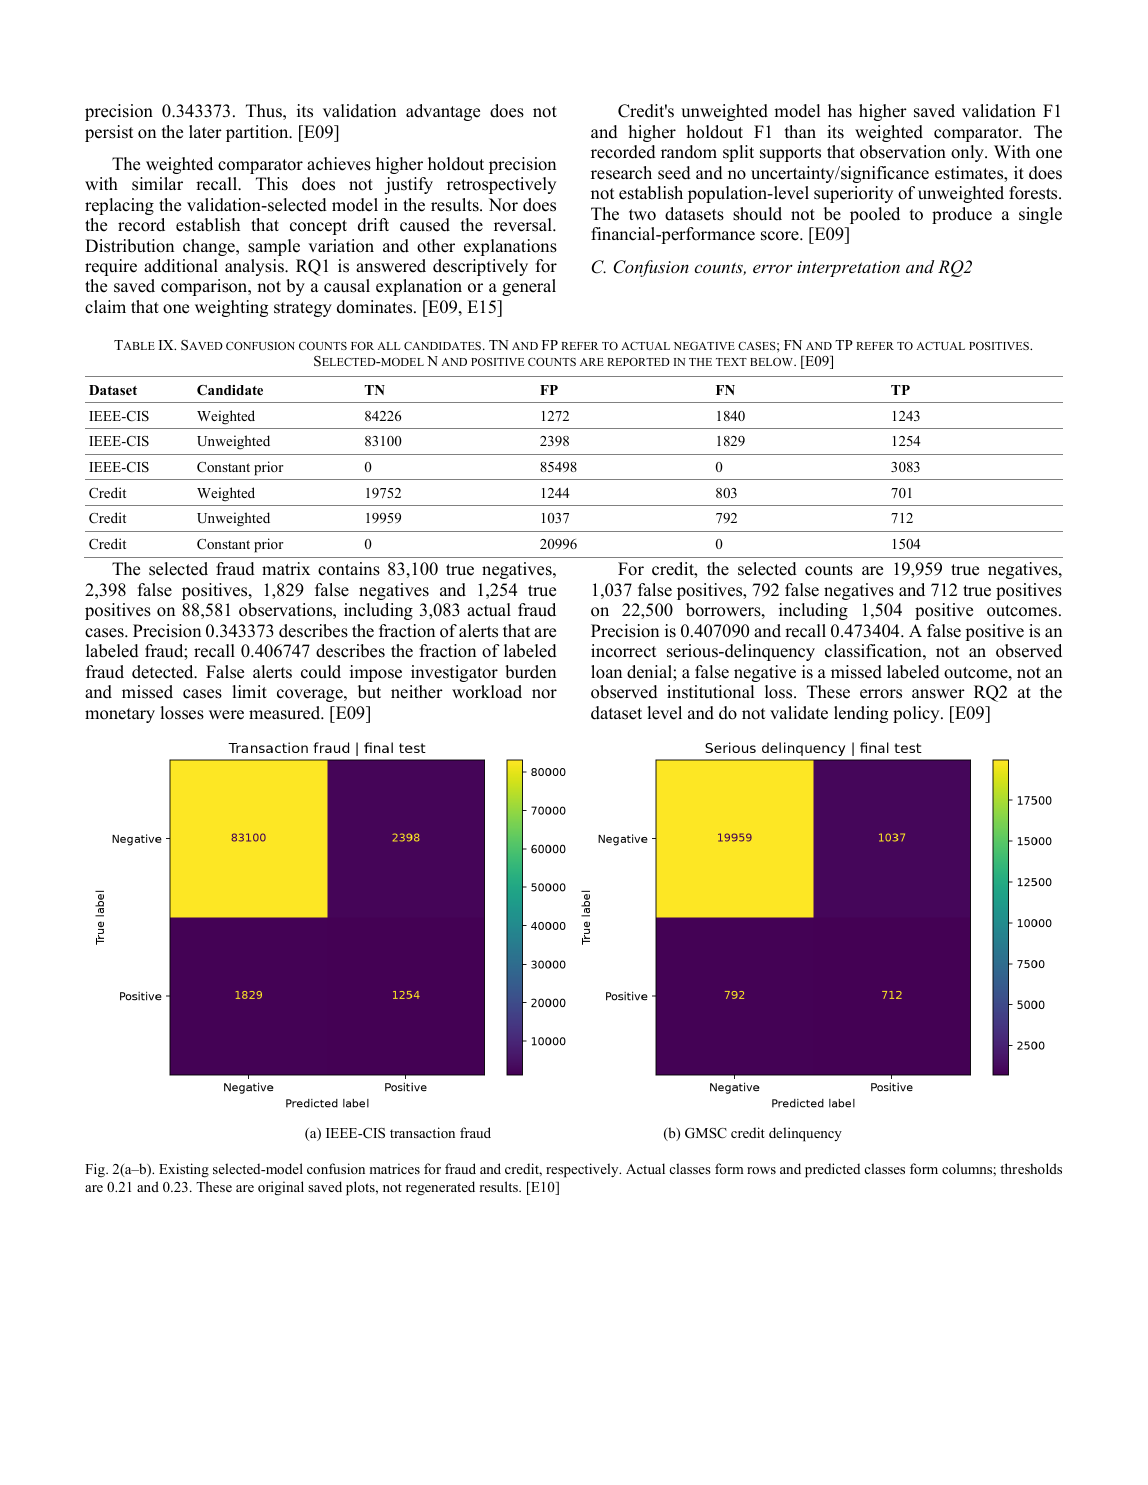 precision 0.343373. Thus, its validation advantage does not
persist on the later partition. [E09]
The weighted comparator achieves higher holdout precision
with similar recall. This does not justify retrospectively
replacing the validation-selected model in the results. Nor does
the record establish that concept drift caused the reversal.
Distribution change, sample variation and other explanations
require additional analysis. RQ1 is answered descriptively for
the saved comparison, not by a causal explanation or a general
claim that one weighting strategy dominates. [E09, E15]
Credit's unweighted model has higher saved validation F1
and higher holdout F1 than its weighted comparator. The
recorded random split supports that observation only. With one
research seed and no uncertainty/significance estimates, it does
not establish population-level superiority of unweighted forests.
The two datasets should not be pooled to produce a single
financial-performance score. [E09]
C. Confusion counts, error interpretation and RQ2
TABLE IX. SAVED CONFUSION COUNTS FOR ALL CANDIDATES. TN AND FP REFER TO ACTUAL NEGATIVE CASES; FN AND TP REFER TO ACTUAL POSITIVES.
SELECTED-MODEL N AND POSITIVE COUNTS ARE REPORTED IN THE TEXT BELOW. [E09]
Dataset Candidate TN FP FN TP
IEEE-CIS Weighted 84226 1272 1840 1243
IEEE-CIS Unweighted 83100 2398 1829 1254
IEEE-CIS Constant prior 0 85498 0 3083
Credit Weighted 19752 1244 803 701
Credit Unweighted 19959 1037 792 712
Credit Constant prior 0 20996 0 1504
The selected fraud matrix contains 83,100 true negatives,
2,398 false positives, 1,829 false negatives and 1,254 true
positives on 88,581 observations, including 3,083 actual fraud
cases. Precision 0.343373 describes the fraction of alerts that are
labeled fraud; recall 0.406747 describes the fraction of labeled
fraud detected. False alerts could impose investigator burden
and missed cases limit coverage, but neither workload nor
monetary losses were measured. [E09]
For credit, the selected counts are 19,959 true negatives,
1,037 false positives, 792 false negatives and 712 true positives
on 22,500 borrowers, including 1,504 positive outcomes.
Precision is 0.407090 and recall 0.473404. A false positive is an
incorrect serious-delinquency classification, not an observed
loan denial; a false negative is a missed labeled outcome, not an
observed institutional loss. These errors answer RQ2 at the
dataset level and do not validate lending policy. [E09]
Transaction fraud | final test
80000
70000
Negative 83100 2398
60000
50000
True label
40000
30000
Positive 1829 1254
20000
10000
Negative Positive
Predicted label
(a) IEEE-CIS transaction fraud
Serious delinquency | final test
17500
Negative 19959 1037
15000
12500
True label
10000
7500
Positive 792 712
5000
2500
Negative Positive
Predicted label
(b) GMSC credit delinquency
Fig. 2(a–b). Existing selected-model confusion matrices for fraud and credit, respectively. Actual classes form rows and predicted classes form columns; thresholds
are 0.21 and 0.23. These are original saved plots, not regenerated results. [E10]